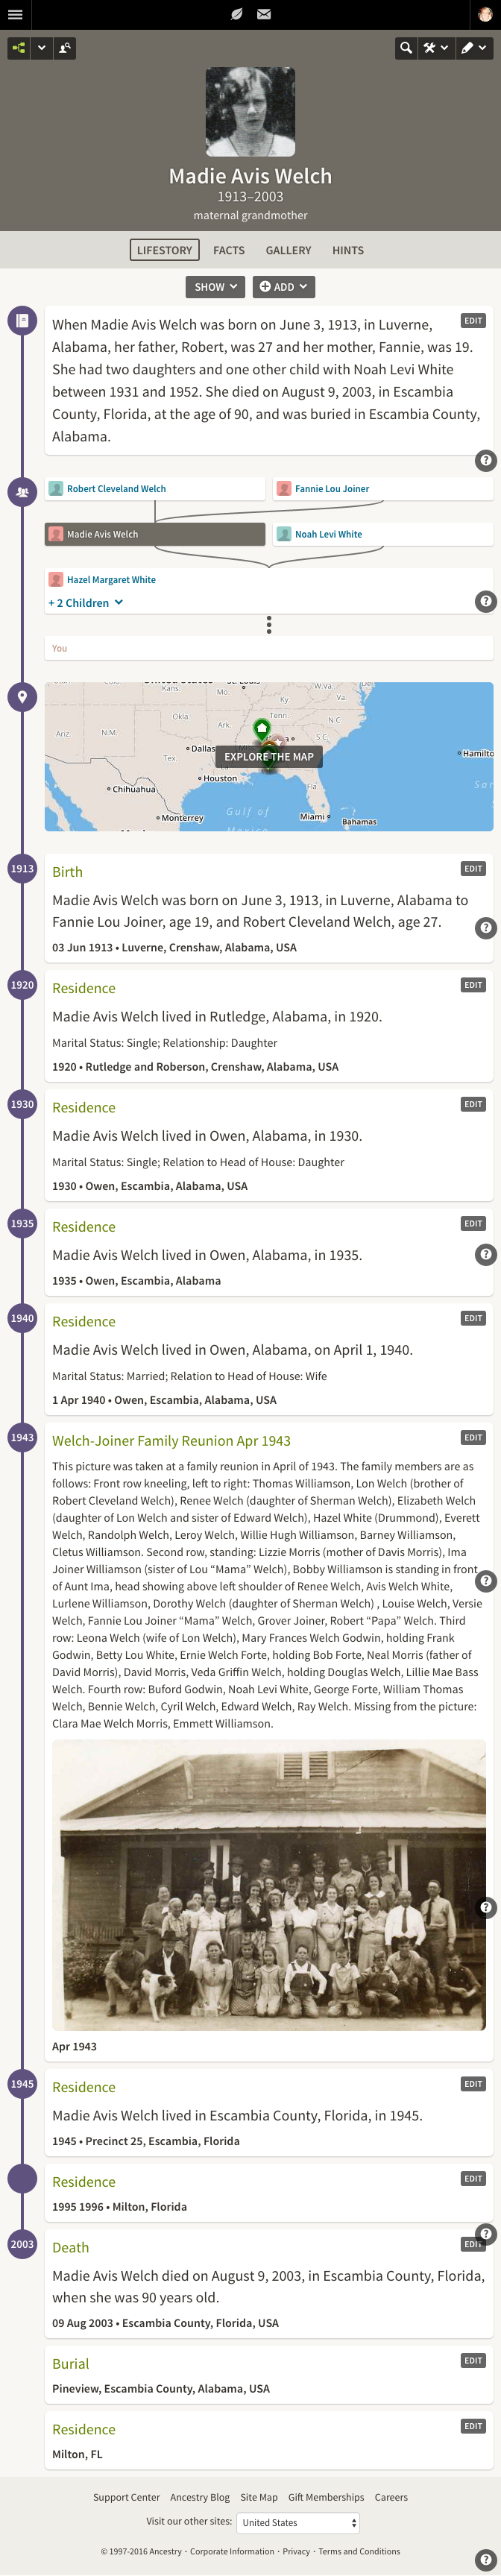 Madie Avis Welch
1913–2003
maternal grandmother
LIFESTORY FACTS GALLERY HINTS
SHOW ADD
EDIT
When Madie Avis Welch was born on June 3, 1913, in Luverne,
Alabama, her father, Robert, was 27 and her mother, Fannie, was 19.
She had two daughters and one other child with Noah Levi White
between 1931 and 1952. She died on August 9, 2003, in Escambia
County, Florida, at the age of 90, and was buried in Escambia County,
Alabama.
?
Robert Cleveland Welch Fannie Lou Joiner
Madie Avis Welch Noah Levi White
Hazel Margaret White
+ 2 Children
?
You
Kans. Mo. W.Va. Va.
Ky.
Okla. Ark. Tenn. N.C.
Ariz. N.M. S.C.
Dallas
Tex.
EXPLORE THE MAP
Hamilto
Houston
Fla.
Chihuahua
Gulf of
Mexico
Miami
Monterrey
Bahamas
1913
Birth
EDIT
Madie Avis Welch was born on June 3, 1913, in Luverne, Alabama to
Fannie Lou Joiner, age 19, and Robert Cleveland Welch, age 27.
?
03 Jun 1913 • Luverne, Crenshaw, Alabama, USA
1920
Residence
EDIT
Madie Avis Welch lived in Rutledge, Alabama, in 1920.
Marital Status: Single; Relationship: Daughter
1920 • Rutledge and Roberson, Crenshaw, Alabama, USA
1930
Residence
EDIT
Madie Avis Welch lived in Owen, Alabama, in 1930.
Marital Status: Single; Relation to Head of House: Daughter
1930 • Owen, Escambia, Alabama, USA
1935
Residence
EDIT
Madie Avis Welch lived in Owen, Alabama, in 1935.
?
1935 • Owen, Escambia, Alabama
1940
Residence
EDIT
Madie Avis Welch lived in Owen, Alabama, on April 1, 1940.
Marital Status: Married; Relation to Head of House: Wife
1 Apr 1940 • Owen, Escambia, Alabama, USA
1943
Welch-Joiner Family Reunion Apr 1943
EDIT
This picture was taken at a family reunion in April of 1943. The family members are as
follows: Front row kneeling, left to right: Thomas Williamson, Lon Welch (brother of
Robert Cleveland Welch), Renee Welch (daughter of Sherman Welch), Elizabeth Welch
(daughter of Lon Welch and sister of Edward Welch), Hazel White (Drummond), Everett
Welch, Randolph Welch, Leroy Welch, Willie Hugh Williamson, Barney Williamson,
Cletus Williamson. Second row, standing: Lizzie Morris (mother of Davis Morris), Ima
Joiner Williamson (sister of Lou “Mama” Welch), Bobby Williamson is standing in front
of Aunt Ima, head showing above left shoulder of Renee Welch, Avis Welch White,
?
Lurlene Williamson, Dorothy Welch (daughter of Sherman Welch) , Louise Welch, Versie
Welch, Fannie Lou Joiner “Mama” Welch, Grover Joiner, Robert “Papa” Welch. Third
row: Leona Welch (wife of Lon Welch), Mary Frances Welch Godwin, holding Frank
Godwin, Betty Lou White, Ernie Welch Forte, holding Bob Forte, Neal Morris (father of
David Morris), David Morris, Veda Griffin Welch, holding Douglas Welch, Lillie Mae Bass
Welch. Fourth row: Buford Godwin, Noah Levi White, George Forte, William Thomas
Welch, Bennie Welch, Cyril Welch, Edward Welch, Ray Welch. Missing from the picture:
Clara Mae Welch Morris, Emmett Williamson.
?
Apr 1943
1945
Residence
EDIT
Madie Avis Welch lived in Escambia County, Florida, in 1945.
1945 • Precinct 25, Escambia, Florida
Residence
EDIT
1995 1996 • Milton, Florida
?
2003
Death
EDIT
Madie Avis Welch died on August 9, 2003, in Escambia County, Florida,
when she was 90 years old.
09 Aug 2003 • Escambia County, Florida, USA
Burial
EDIT
Pineview, Escambia County, Alabama, USA
Residence
EDIT
Milton, FL
Support Center Ancestry Blog Site Map Gift Memberships Careers
Visit our other sites: United States
© 1997-2016 Ancestry · Corporate Information · Privacy · Terms and Conditions
?